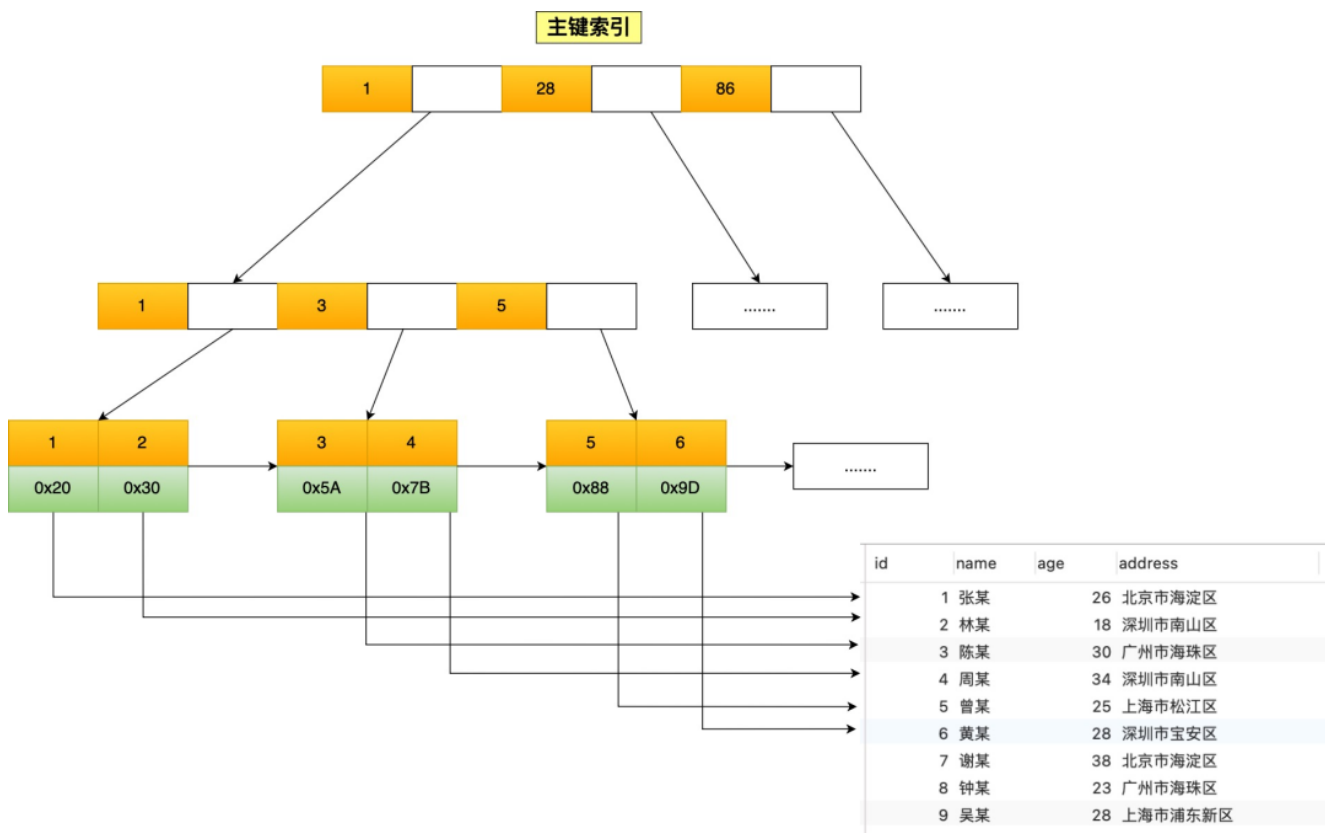 主键索引
1 28 86
1 3 5 ....... .......
1 2 3 4 5 6
.......
0x20 0x30 0x5A 0x7B 0x88 0x9D
id name age address
1 张某 26 北京市海淀区
2 林某 18 深圳市南山区
3 陈某 30 广州市海珠区
4 周某 34 深圳市南山区
5 曾某 25 上海市松江区
6 黄某 28 深圳市宝安区
7 谢某 38 北京市海淀区
8 钟某 23 广州市海珠区
9 吴某 28 上海市浦东新区